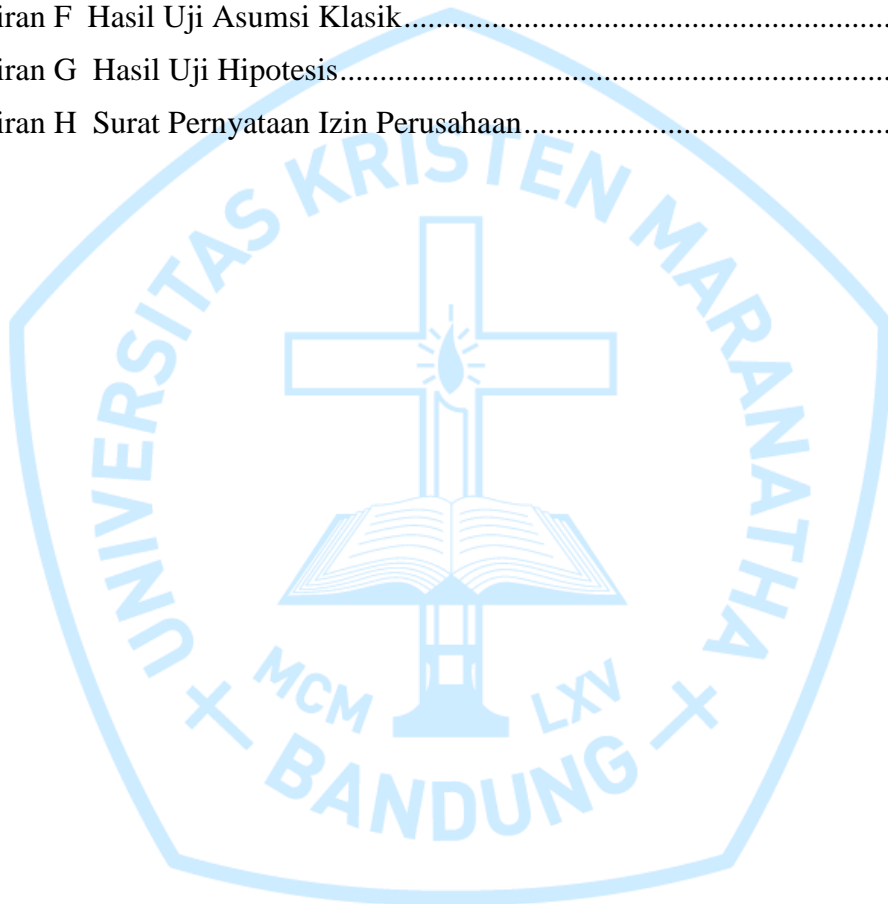 iran F Hasil Uji Asumsi Klasik........................................................................
iran G Hasil Uji Hipotesis...............................................................................
iran H Surat Pernyataan Izin Perusahaan......................................................
UNIVERSITAS KRISTEN MARANATHA
MCM LXV
BANDUNG